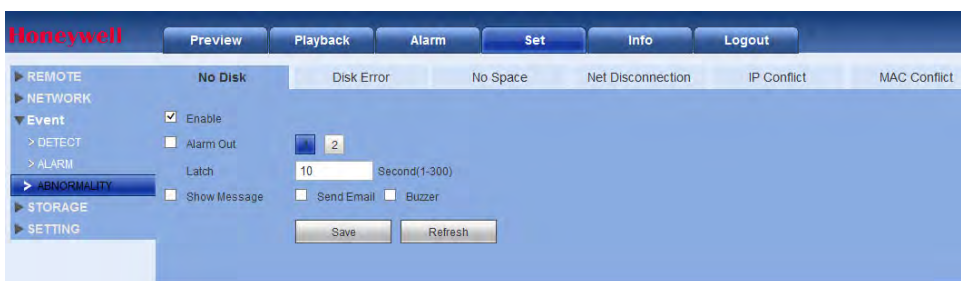 Honeywell
Preview Playback Alarm Set Info Logout
REMOTE
NETWORK
Event
> DETECT
> ALARM
> ABNORMALITY
STORAGE
SETTING
No Disk Disk Error No Space Net Disconnection IP Conflict MAC Conflict
Enable
Alarm Out 1 2
Latch 10 Second(1-300)
Show Message Send Email Buzzer
Save Refresh